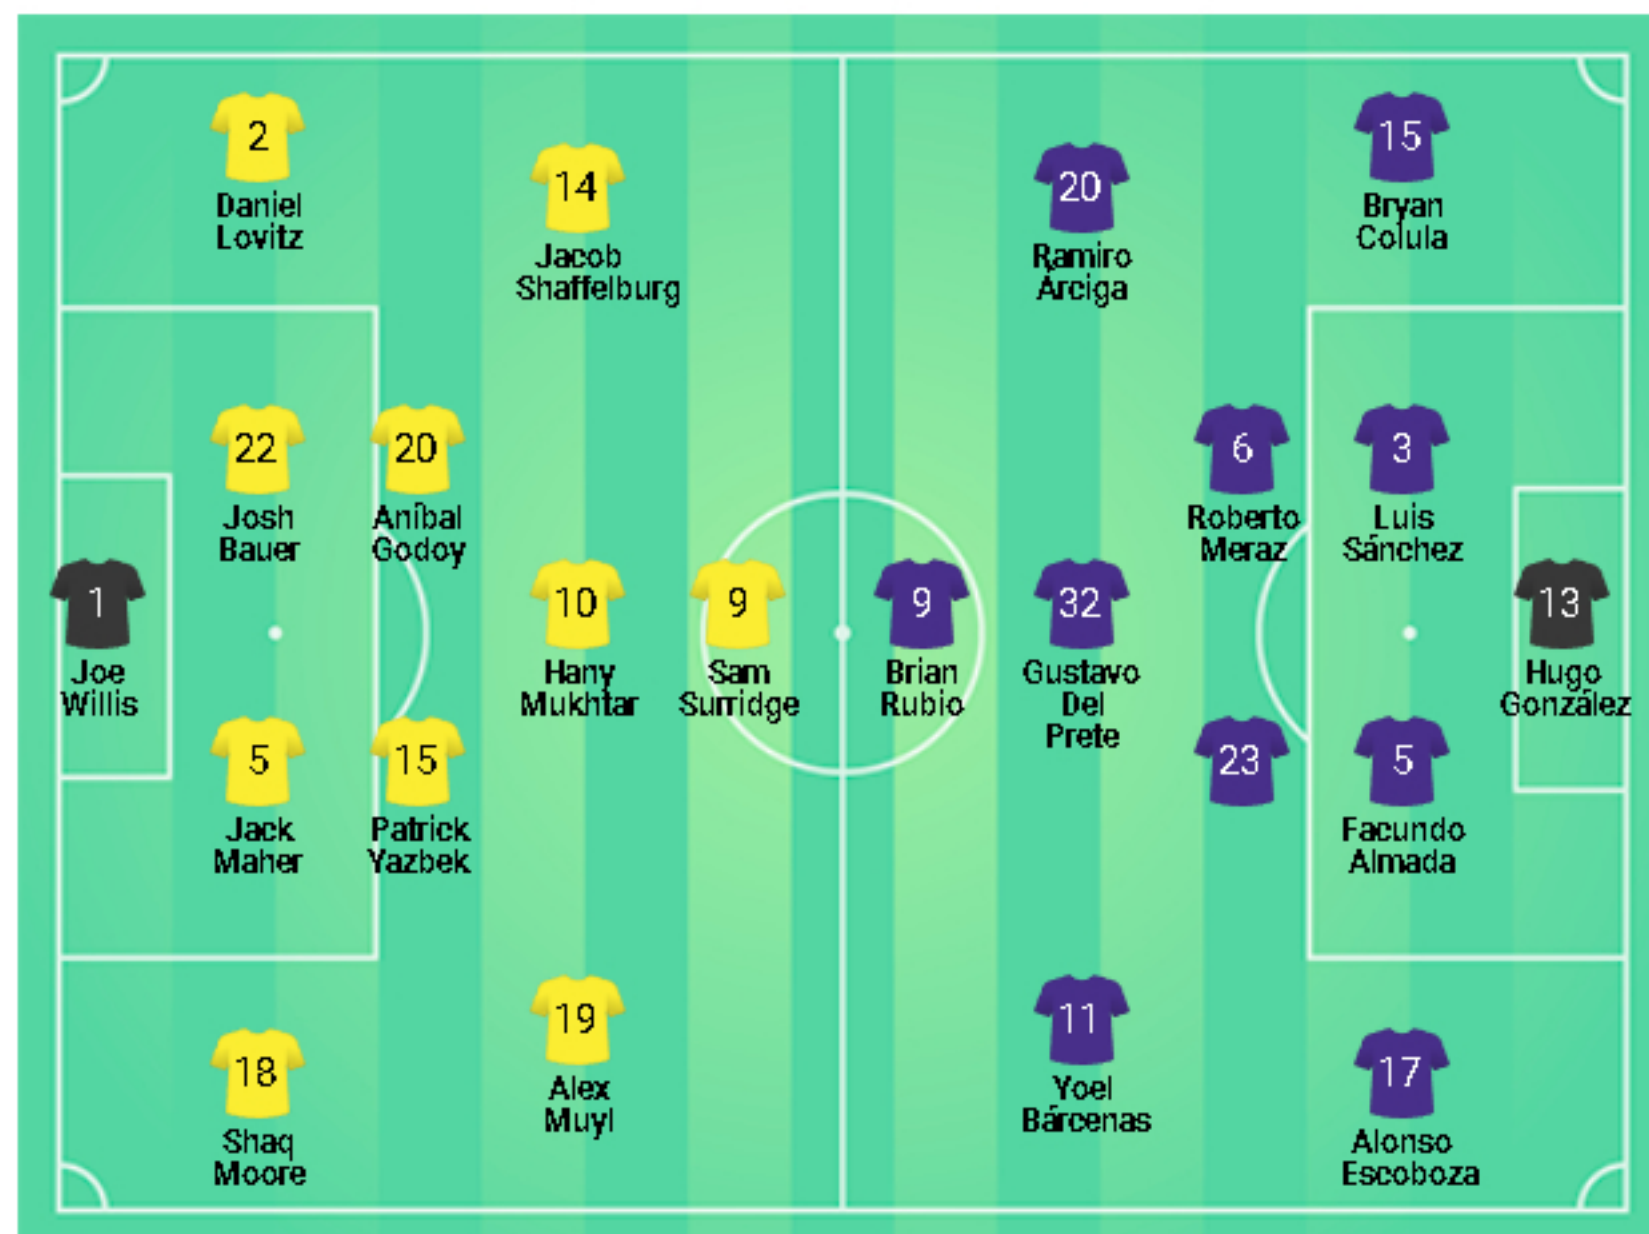 2
Daniel
Lovitz
14
Jacob
Shaffelburg
20
Ramiro
Árciga
15
Bryan
Colula
22
Josh
Bauer
20
Aníbal
Godoy
6
Roberto
Meraz
3
Luis
Sánchez
1
Joe
Willis
10
Hany
Mukhtar
9
Sam
Surridge
9
Brian
Rubio
32
Gustavo
Del
Prete
13
Hugo
González
5
Jack
Maher
15
Patrick
Yazbek
23
5
Facundo
Almada
18
Shaq
Moore
19
Alex
Muyl
11
Yoel
Bárcenas
17
Alonso
Escoboza